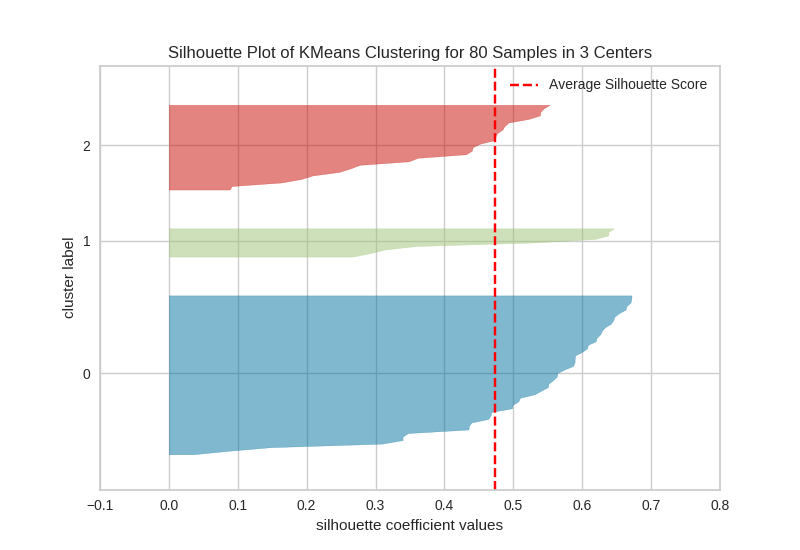 Silhouette Plot of KMeans Clustering for 80 Samples in 3 Centers
Average Silhouette Score
2
1
0
cluster label
−0.1 0.0 0.1 0.2 0.3 0.4 0.5 0.6 0.7 0.8
silhouette coefficient values